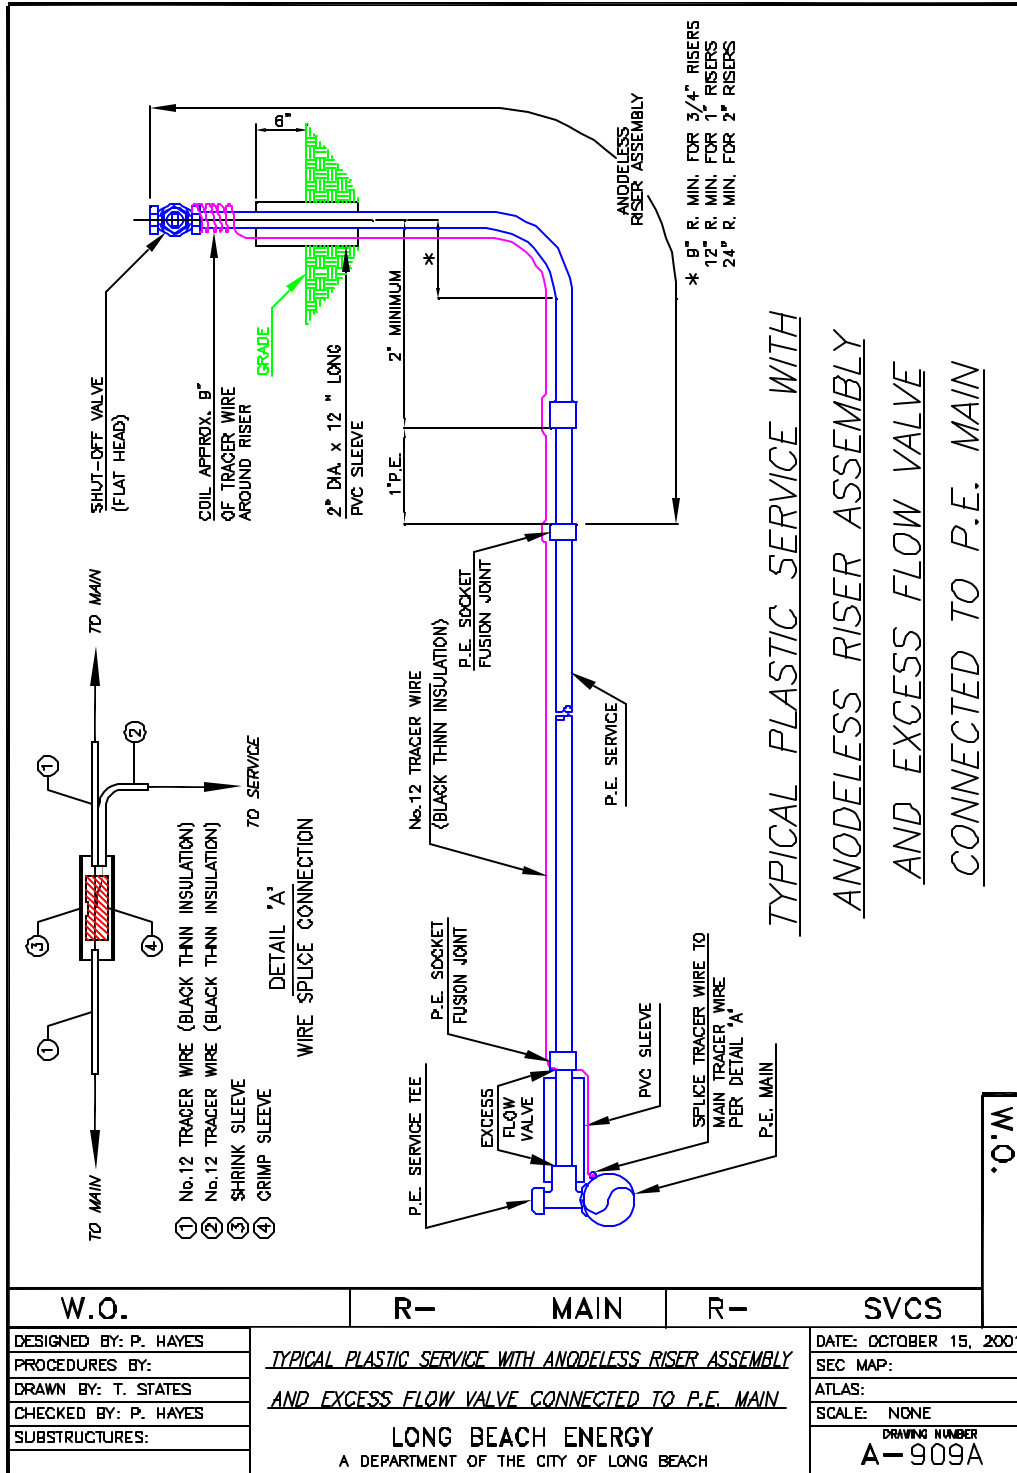 TO MAIN
TO MAIN
TO SERVICE
1
1
2
3
4
① No.12 TRACER WIRE (BLACK THNN INSULATION)
② No.12 TRACER WIRE (BLACK THNN INSULATION)
③ SHRINK SLEEVE
④ CRIMP SLEEVE
DETAIL 'A'
WIRE SPLICE CONNECTION
SHUT-OFF VALVE
(FLAT HEAD)
COIL APPROX. 9"
OF TRACER WIRE
AROUND RISER
GRADE
2" DIA. x 12 " LONG
PVC SLEEVE
6"
2" MINIMUM
1"P.E.
*
ANODELESS
RISER ASSEMBLY
* 9" R. MIN. FOR 3/4" RISERS
12" R. MIN. FOR 1" RISERS
24" R. MIN. FOR 2" RISERS
P.E. SOCKET
FUSION JOINT
No.12 TRACER WIRE
(BLACK THNN INSULATION)
P.E. SERVICE
P.E. SOCKET
FUSION JOINT
P.E. SERVICE TEE
EXCESS
FLOW
VALVE
PVC SLEEVE
SPLICE TRACER WIRE TO
MAIN TRACER WIRE
PER DETAIL "A"
P.E. MAIN
TYPICAL PLASTIC SERVICE WITH
ANODELESS RISER ASSEMBLY
AND EXCESS FLOW VALVE
CONNECTED TO P.E. MAIN
W.O.
W.O.
R- MAIN
R- SVCS
DESIGNED BY: P. HAYES
PROCEDURES BY:
DRAWN BY: T. STATES
CHECKED BY: P. HAYES
SUBSTRUCTURES:
TYPICAL PLASTIC SERVICE WITH ANODELESS RISER ASSEMBLY
AND EXCESS FLOW VALVE CONNECTED TO P.E. MAIN
LONG BEACH ENERGY
A DEPARTMENT OF THE CITY OF LONG BEACH
DATE: OCTOBER 15, 2001
SEC MAP:
ATLAS:
SCALE: NONE
DRAWING NUMBER
A-909A